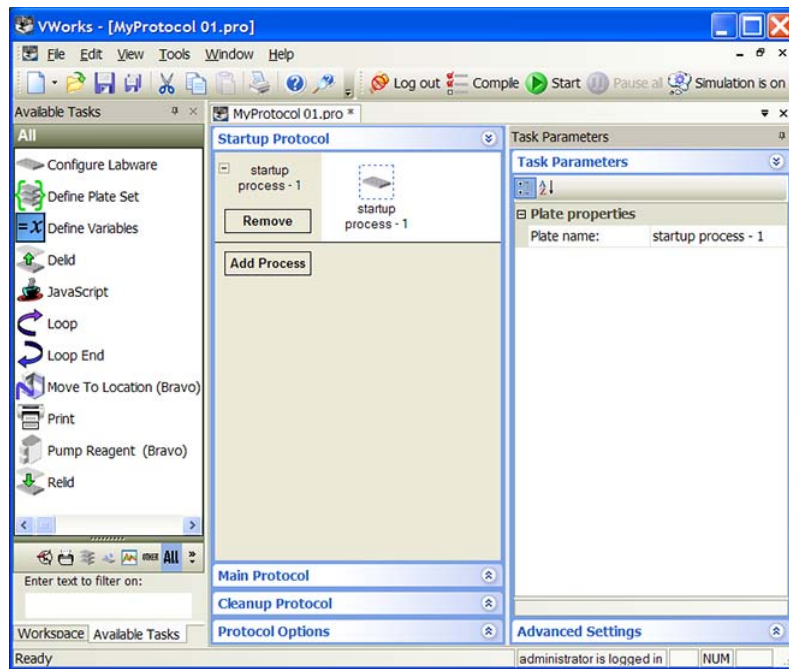 VWorks - [MyProtocol 01.pro]
File Edit View Tools Window Help
Log out Compile Start Pause all Simulation is on
Available Tasks
MyProtocol 01.pro *
All
Configure Labware
Define Plate Set
=x Define Variables
Delid
JavaScript
Loop
Loop End
Move To Location (Bravo)
Print
Pump Reagent (Bravo)
Relid
OTHER All
Enter text to filter on:
Workspace Available Tasks
Startup Protocol
startup
process - 1
Remove
startup
process - 1
Add Process
Main Protocol
Cleanup Protocol
Protocol Options
Task Parameters
Task Parameters
Plate properties
Plate name: startup process - 1
Advanced Settings
Ready
administrator is logged in NUM